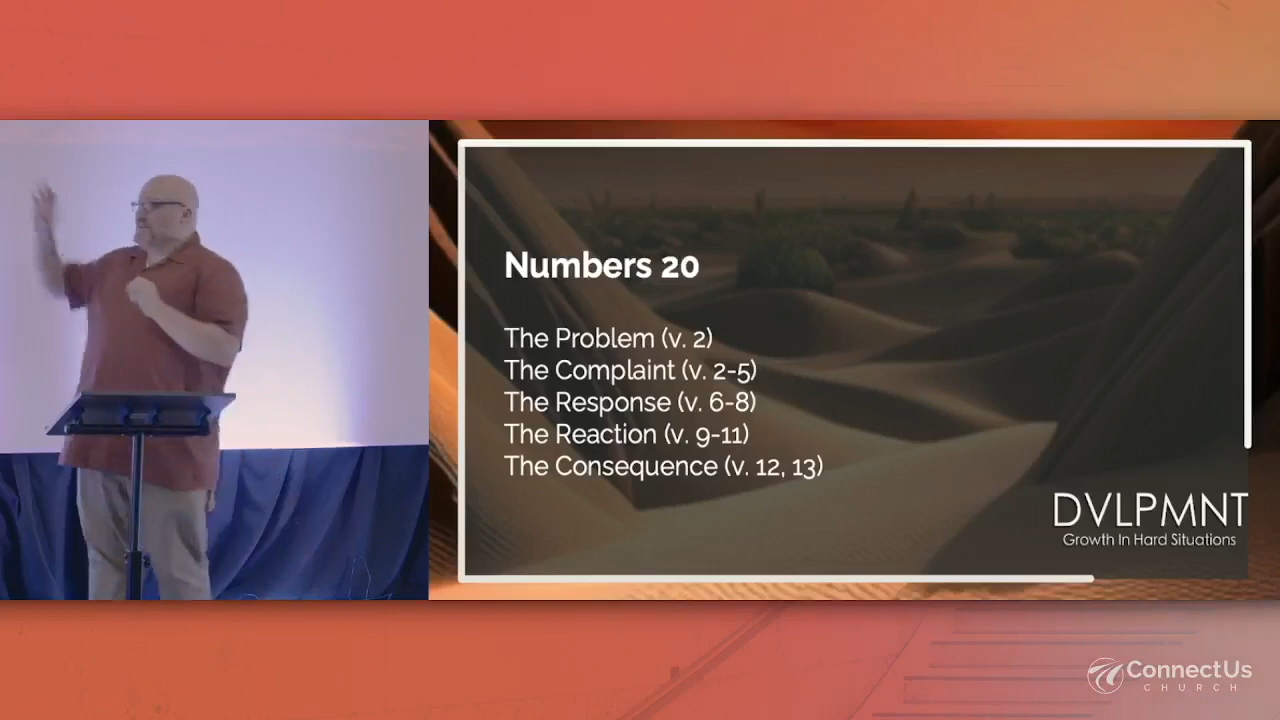 Numbers 20
The Problem (v. 2)
The Complaint (v. 2-5)
The Response (v. 6-8)
The Reaction (v. 9-11)
The Consequence (v. 12, 13)
DVLPMNT
Growth In Hard Situations
ConnectUs
CHURCH